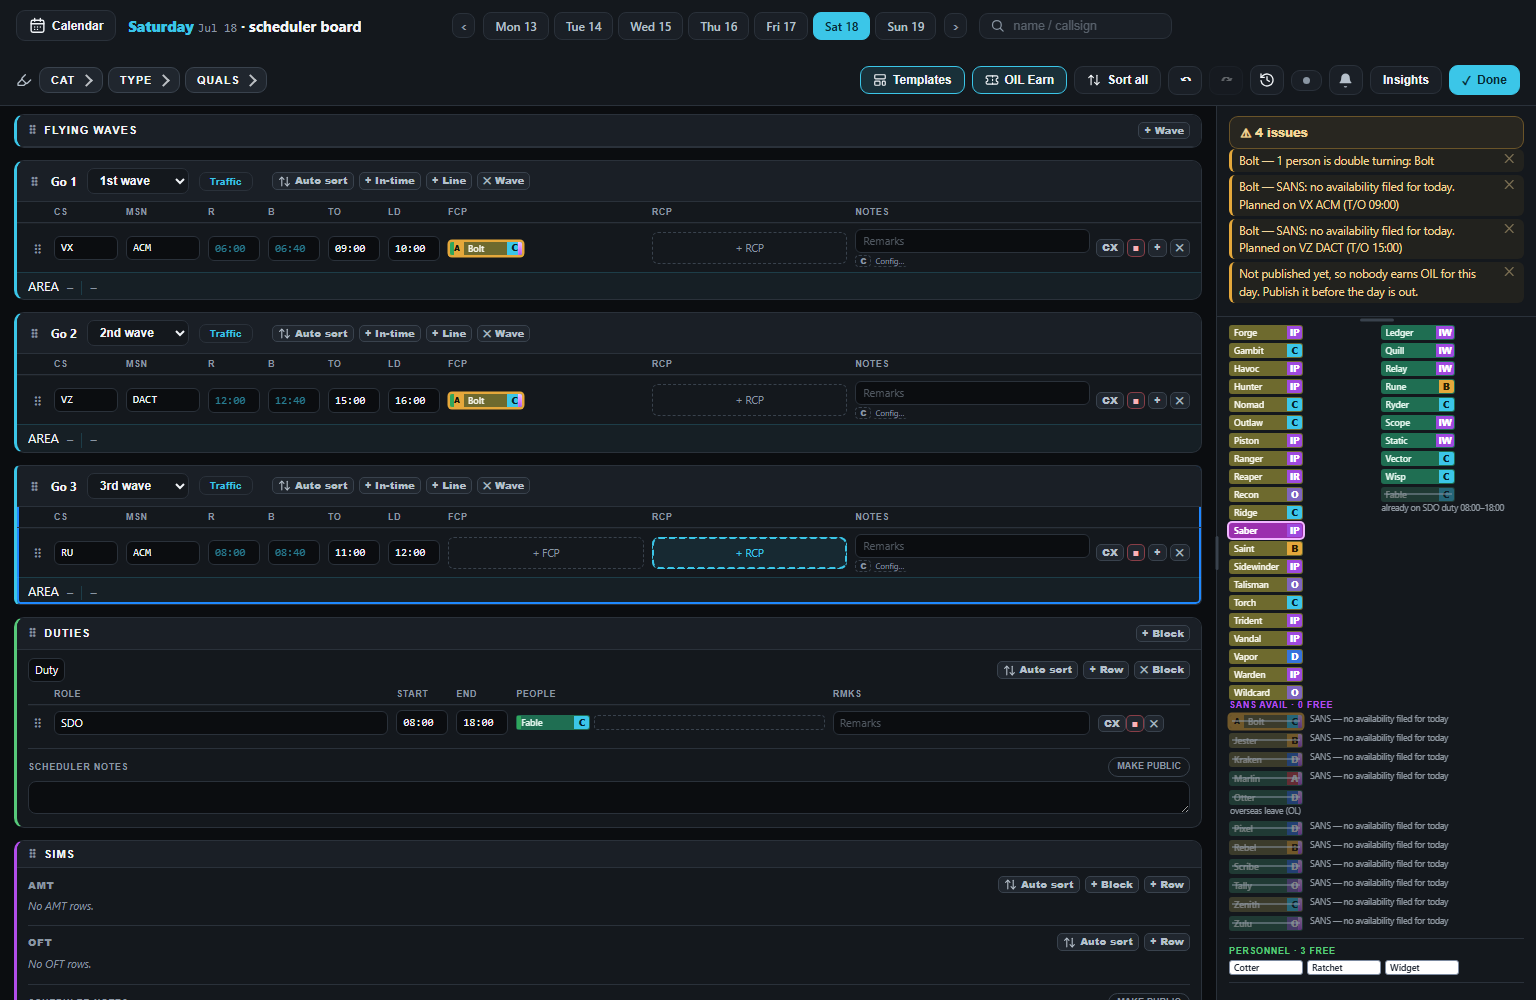 Calendar
Saturday Jul 18 · scheduler board
‹ Mon 13 Tue 14 Wed 15 Thu 16 Fri 17 Sat 18 Sun 19 ›
name / callsign
CAT TYPE QUALS
Templates OIL Earn Sort all Insights ✓ Done
FLYING WAVES
+ Wave
Go 1 1st wave Traffic Auto sort + In-time + Line × Wave
CS MSN R B TO LD FCP RCP NOTES
VX ACM 06:00 06:40 09:00 10:00 A Bolt C + RCP Remarks CX + ×
C Config...
AREA – –
Go 2 2nd wave Traffic Auto sort + In-time + Line × Wave
CS MSN R B TO LD FCP RCP NOTES
VZ DACT 12:00 12:40 15:00 16:00 A Bolt C + RCP Remarks CX + ×
C Config...
AREA – –
Go 3 3rd wave Traffic Auto sort + In-time + Line × Wave
CS MSN R B TO LD FCP RCP NOTES
RU ACM 08:00 08:40 11:00 12:00 + FCP + RCP Remarks CX + ×
C Config...
AREA – –
DUTIES
+ Block
Duty Auto sort + Row × Block
ROLE START END PEOPLE RMKS
SDO 08:00 18:00 Fable C Remarks CX ×
SCHEDULER NOTES
MAKE PUBLIC
SIMS
AMT Auto sort + Block + Row
No AMT rows.
OFT Auto sort + Row
No OFT rows.
⚠ 4 issues
Bolt — 1 person is double turning: Bolt
Bolt — SANS: no availability filed for today.
Planned on VX ACM (T/O 09:00)
Bolt — SANS: no availability filed for today.
Planned on VZ DACT (T/O 15:00)
Not published yet, so nobody earns OIL for this
day. Publish it before the day is out.
Forge IP
Gambit C
Havoc IP
Hunter IP
Nomad C
Outlaw C
Piston IP
Ranger IP
Reaper IR
Recon O
Ridge C
Saber IP
Saint B
Sidewinder IP
Talisman O
Torch C
Trident IP
Vandal IP
Vapor D
Warden IP
Wildcard O
Ledger IW
Quill IW
Relay IW
Rune B
Ryder C
Scope IW
Static IW
Vector C
Wisp C
Fable C
already on SDO duty 08:00–18:00
SANS AVAIL · 0 FREE
A Bolt C SANS — no availability filed for today
Jester B SANS — no availability filed for today
Kraken D SANS — no availability filed for today
Marlin A SANS — no availability filed for today
Otter D
overseas leave (OL)
Pixel D SANS — no availability filed for today
Rebel B SANS — no availability filed for today
Scribe D SANS — no availability filed for today
Tally O SANS — no availability filed for today
Zenith C SANS — no availability filed for today
Zulu O SANS — no availability filed for today
PERSONNEL · 3 FREE
Cotter Ratchet Widget